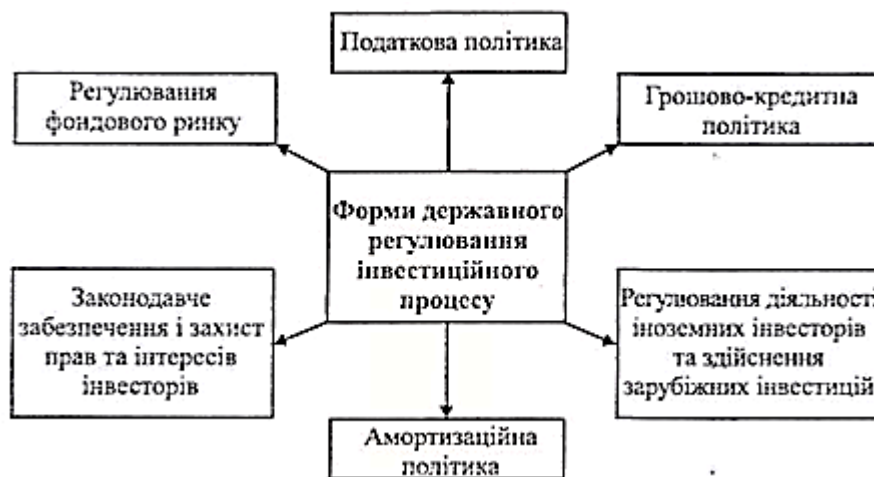 Податкова політика
Регулювання
фондового ринку
Грошово-кредитна
політика
Форми державного
регулювання
інвестиційного
процесу
Законодавче
забезпечення і захист
прав та інтересів
інвесторів
Регулювання діяльності
іноземних інвесторів
та здійснення
зарубіжних інвестицій
Амортизаційна
політика